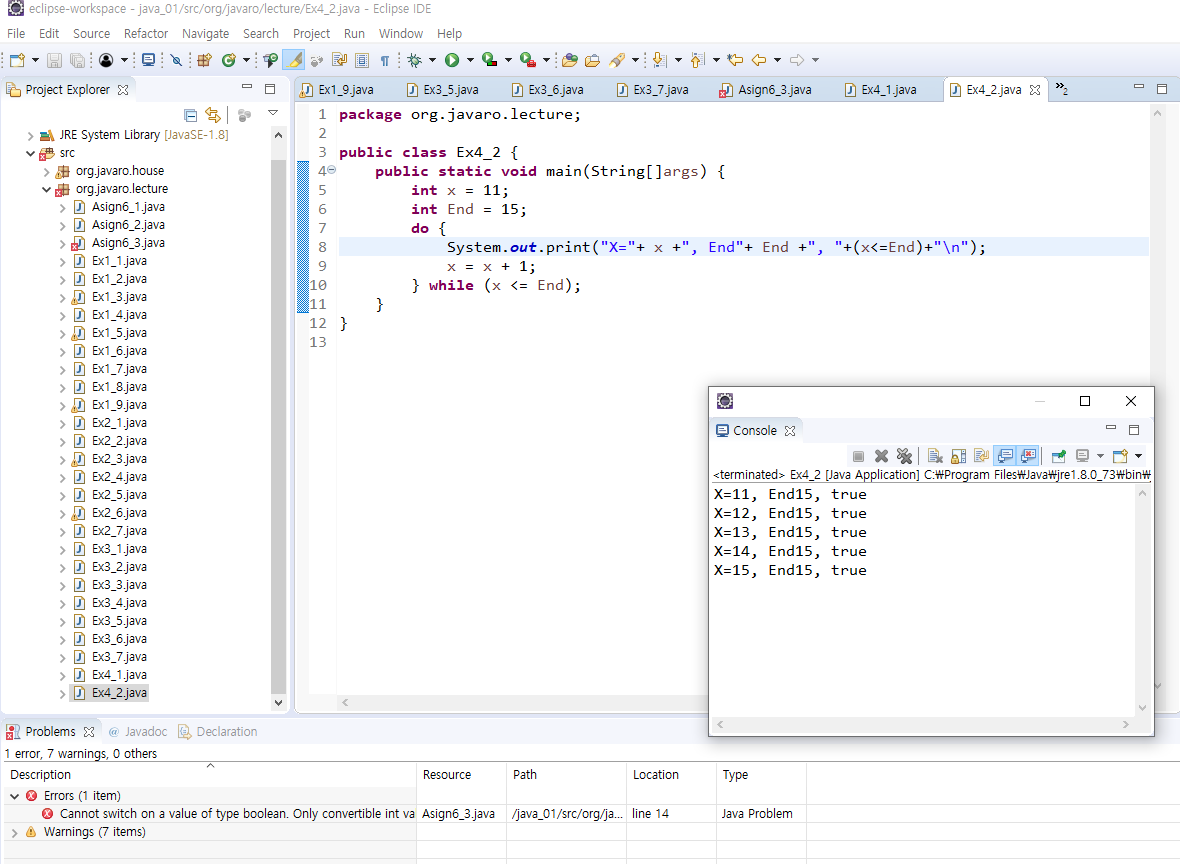 eclipse-workspace - java_01/src/org/javaro/lecture/Ex4_2.java - Eclipse IDE
File Edit Source Refactor Navigate Search Project Run Window Help
Project Explorer
JRE System Library [JavaSE-1.8]
src
org.javaro.house
org.javaro.lecture
Asign6_1.java
Asign6_2.java
Asign6_3.java
Ex1_1.java
Ex1_2.java
Ex1_3.java
Ex1_4.java
Ex1_5.java
Ex1_6.java
Ex1_7.java
Ex1_8.java
Ex1_9.java
Ex2_1.java
Ex2_2.java
Ex2_3.java
Ex2_4.java
Ex2_5.java
Ex2_6.java
Ex2_7.java
Ex3_1.java
Ex3_2.java
Ex3_3.java
Ex3_4.java
Ex3_5.java
Ex3_6.java
Ex3_7.java
Ex4_1.java
Ex4_2.java
Ex1_9.java Ex3_5.java Ex3_6.java Ex3_7.java Asign6_3.java Ex4_1.java Ex4_2.java »2
1 package org.javaro.lecture;
2
3 public class Ex4_2 {
4 public static void main(String[]args) {
5 int x = 11;
6 int End = 15;
7 do {
8 System.out.print("X="+ x +", End"+ End +", "+(x<=End)+"\n");
9 x = x + 1;
10 } while (x <= End);
11 }
12 }
13
Console
<terminated> Ex4_2 [Java Application] C:₩Program Files₩Java₩jre1.8.0_73₩bin₩
X=11, End15, true
X=12, End15, true
X=13, End15, true
X=14, End15, true
X=15, End15, true
Problems @ Javadoc Declaration
1 error, 7 warnings, 0 others
Description Resource Path Location Type
Errors (1 item)
Cannot switch on a value of type boolean. Only convertible int va Asign6_3.java /java_01/src/org/ja... line 14 Java Problem
Warnings (7 items)